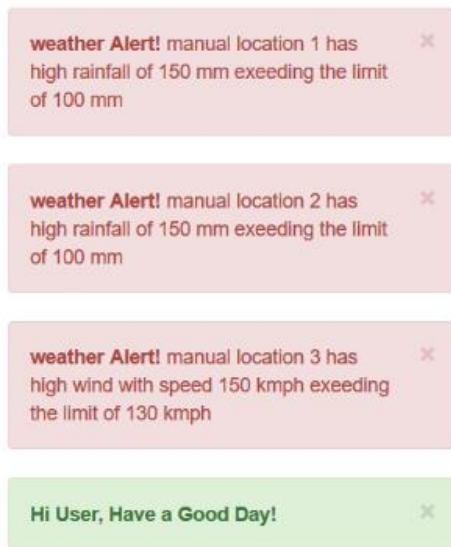 weather Alert! manual location 1 has
high rainfall of 150 mm exeeding the limit
of 100 mm
weather Alert! manual location 2 has
high rainfall of 150 mm exeeding the limit
of 100 mm
weather Alert! manual location 3 has
high wind with speed 150 kmph exeeding
the limit of 130 kmph
Hi User, Have a Good Day!